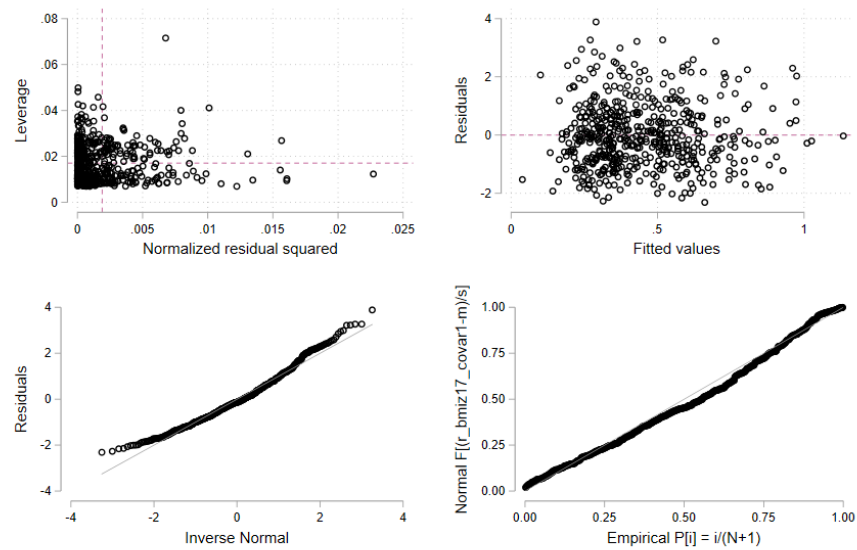 .08
.06
.04
.02
0
Leverage
0 .005 .01 .015 .02 .025
Normalized residual squared
4
2
0
-2
Residuals
0 .5 1
Fitted values
4
2
0
-2
-4
Residuals
-4 -2 0 2 4
Inverse Normal
1.00
0.75
0.50
0.25
0.00
Normal F[(r_bmiz17_covar1-m)/s]
0.00 0.25 0.50 0.75 1.00
Empirical P[i] = i/(N+1)